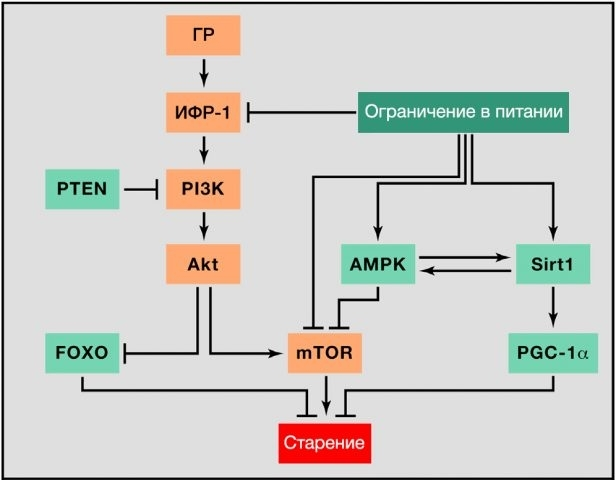 ГР
ИФР-1
Ограничение в питании
PTEN
PI3K
Akt
AMPK
Sirt1
FOXO
mTOR
PGC-1α
Старение